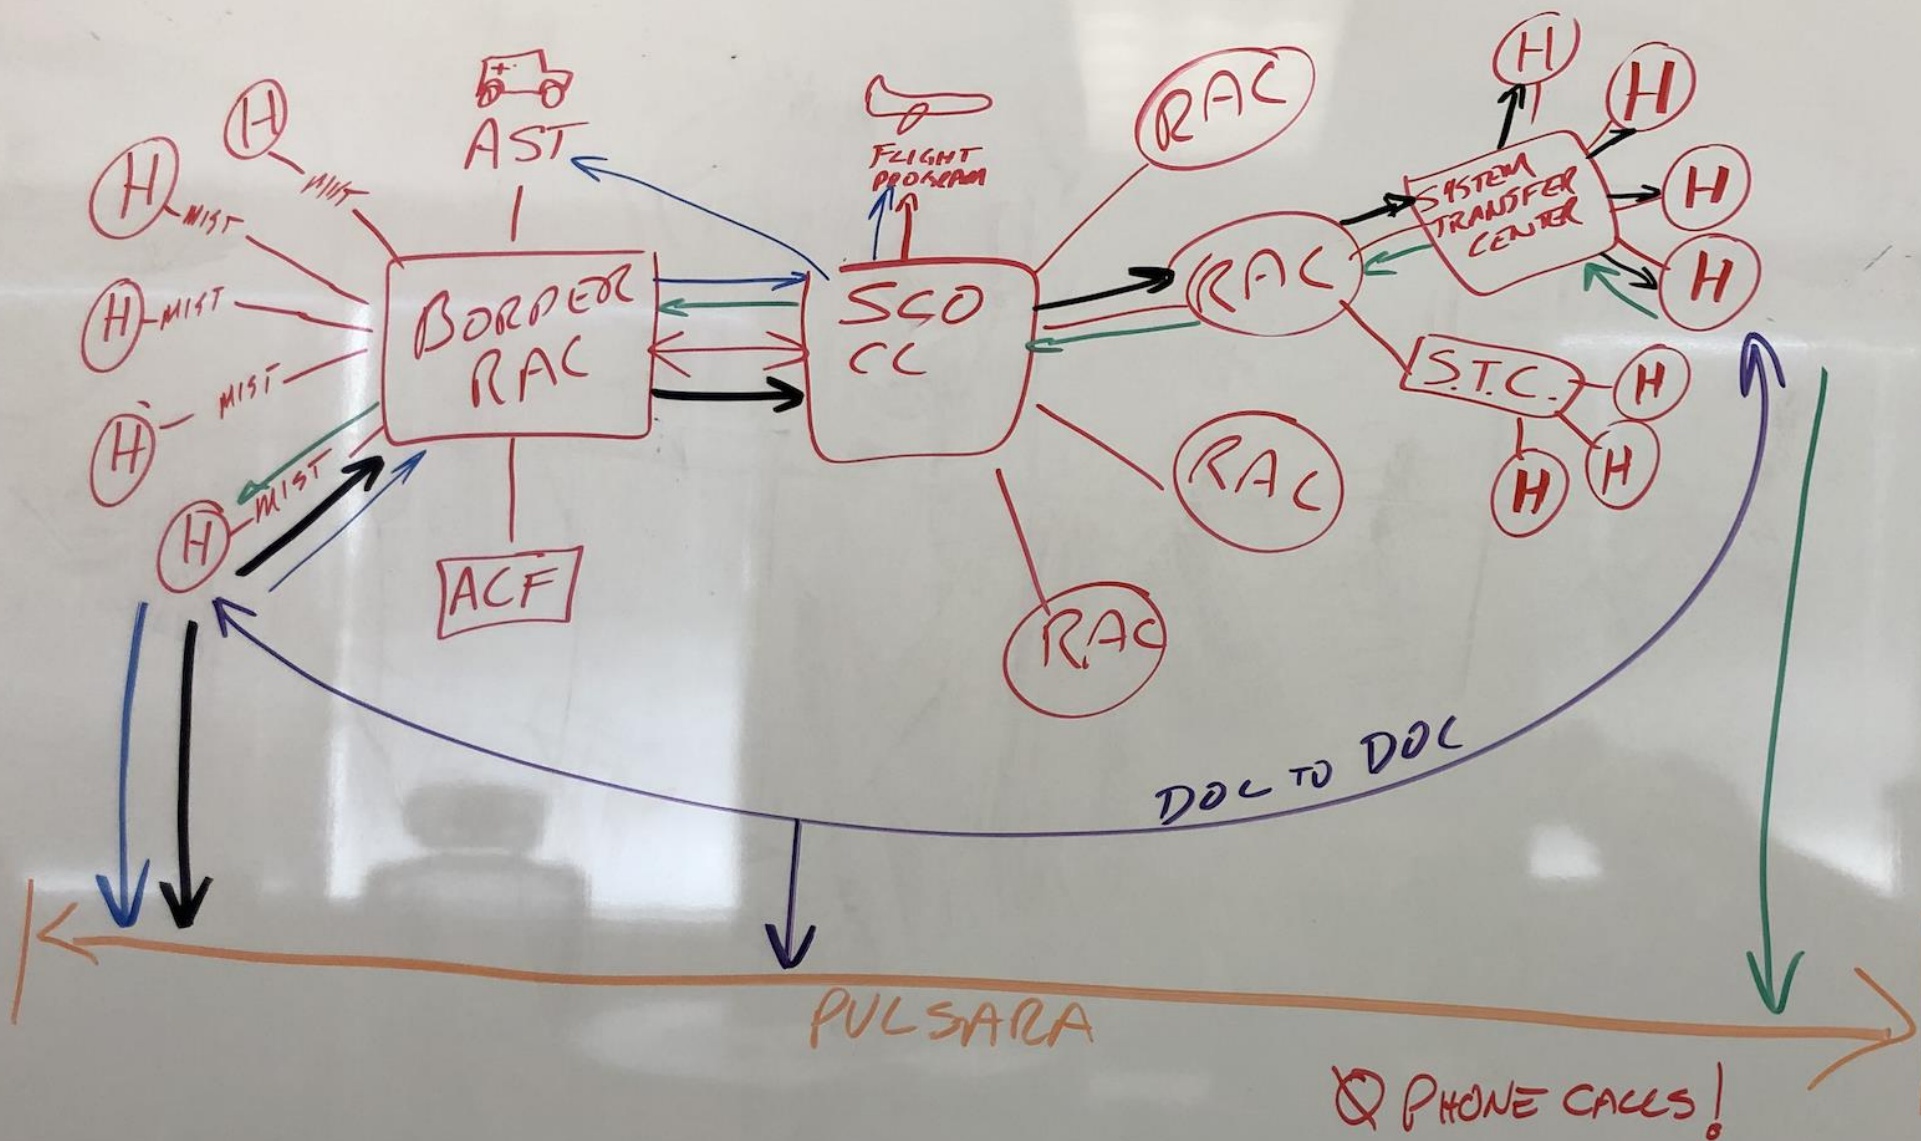 H
H
H
H
H
MIST
MIST
MIST
MIST
MIST
AST
BORDER
RAC
ACF
FLIGHT
PROGRAM
SCO
CC
RAC
RAC
RAC
RAC
SYSTEM
TRANSFER
CENTER
H
H
H
H
S.T.C.
H
H
H
DOC TO DOC
PULSARA
Ø PHONE CALLS!